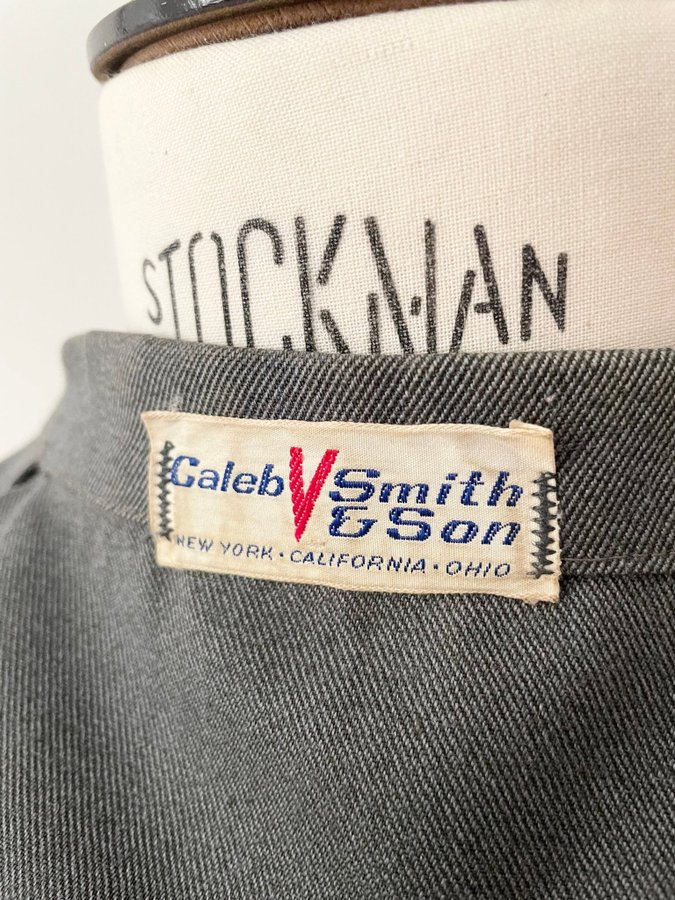 STOCKMAN
Caleb V Smith
& Son
NEW YORK · CALIFORNIA · OHIO